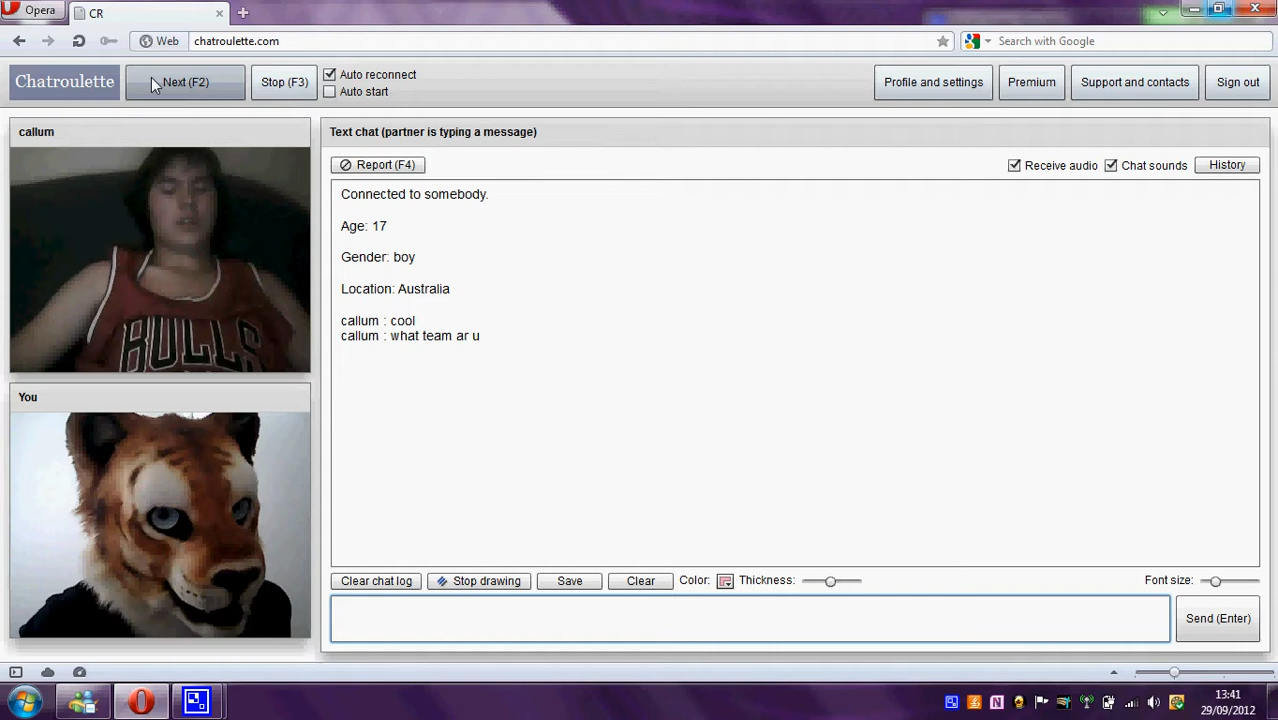 Opera
CR
Web
chatroulette.com
Search with Google
Chatroulette
Next (F2)
Stop (F3)
Auto reconnect
Auto start
Profile and settings
Premium
Support and contacts
Sign out
callum
BULLS
You
Text chat (partner is typing a message)
Report (F4)
Receive audio
Chat sounds
History
Connected to somebody.
Age: 17
Gender: boy
Location: Australia
callum : cool
callum : what team ar u
Clear chat log
Stop drawing
Save
Clear
Color:
Thickness:
Font size:
Send (Enter)
13:41
29/09/2012